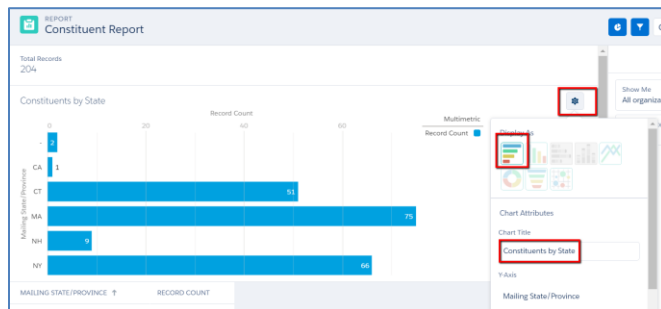 REPORT
Constituent Report
Total Records
204
Constituents by State
Record Count
0 20 40 60
Mailing State/Province
- 2
CA 1
CT 51
MA 75
NH 9
NY 66
Multimetric
Record Count
MAILING STATE/PROVINCE ↑ RECORD COUNT
Show Me
All organiza
Display As
Chart Attributes
Chart Title
Constituents by State
Y-Axis
Mailing State/Province